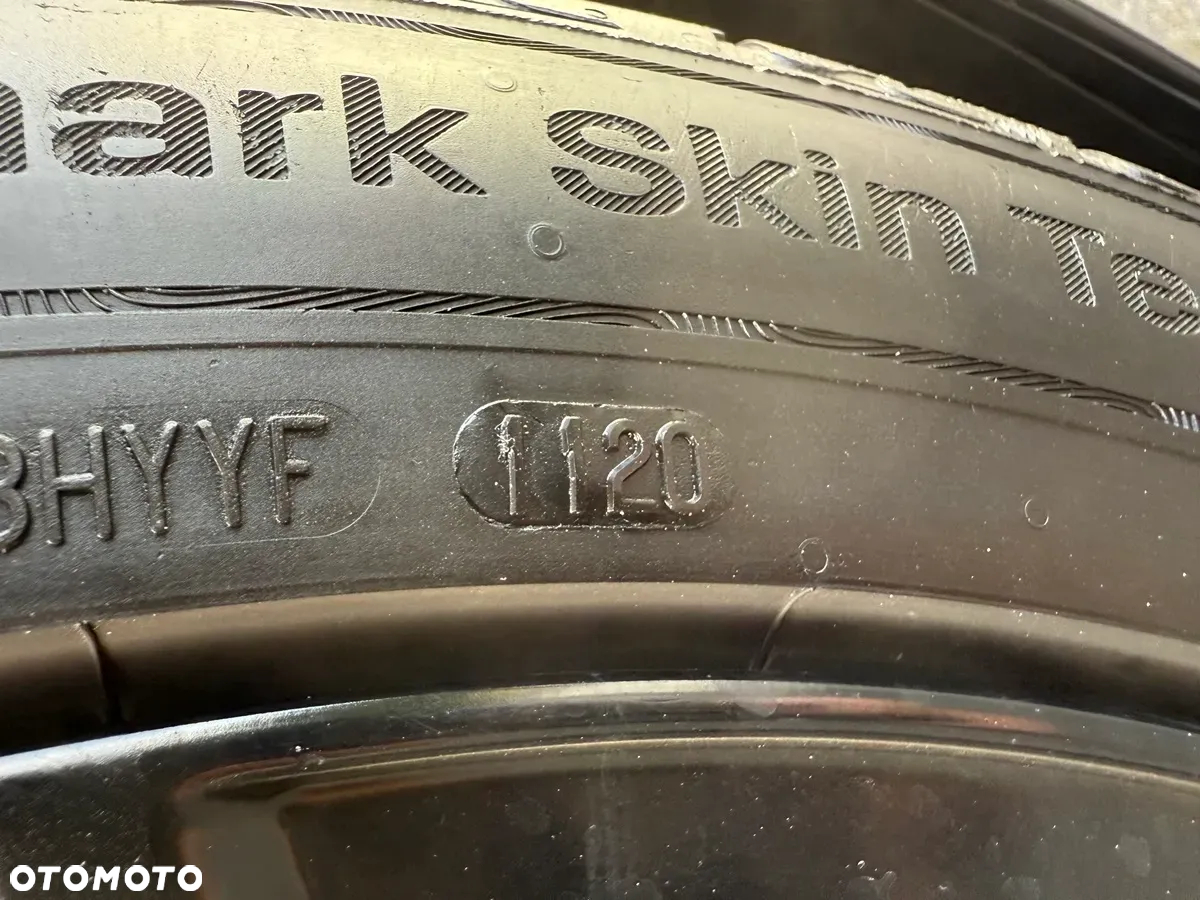 ark Skin Te
BHYYF 1120
OTOMOTO